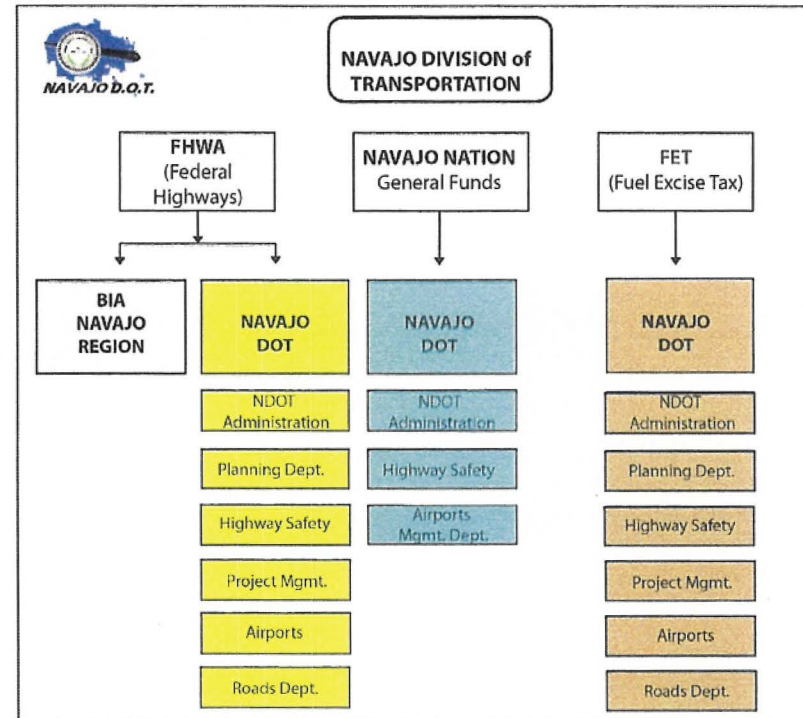 NAVAJO D.O.T.
NAVAJO DIVISION of
TRANSPORTATION
FHWA
(Federal
Highways)
NAVAJO NATION
General Funds
FET
(Fuel Excise Tax)
BIA
NAVAJO
REGION
NAVAJO
DOT
NAVAJO
DOT
NAVAJO
DOT
NDOT
Administration
NDOT
Administration
NDOT
Administration
Planning Dept.
Highway Safety
Planning Dept.
Highway Safety
Airports
Mgmt. Dept.
Highway Safety
Project Mgmt.
Project Mgmt.
Airports
Airports
Roads Dept.
Roads Dept.